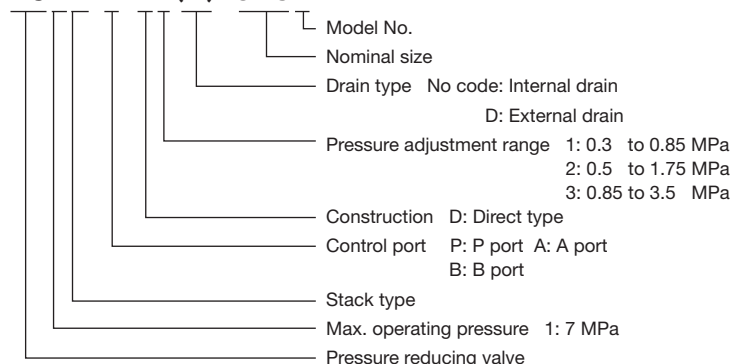 Model No.
Nominal size
Drain type No code: Internal drain
D: External drain
Pressure adjustment range 1: 0.3 to 0.85 MPa
2: 0.5 to 1.75 MPa
3: 0.85 to 3.5 MPa
Construction D: Direct type
Control port P: P port A: A port
B: B port
Stack type
Max. operating pressure 1: 7 MPa
Pressure reducing valve